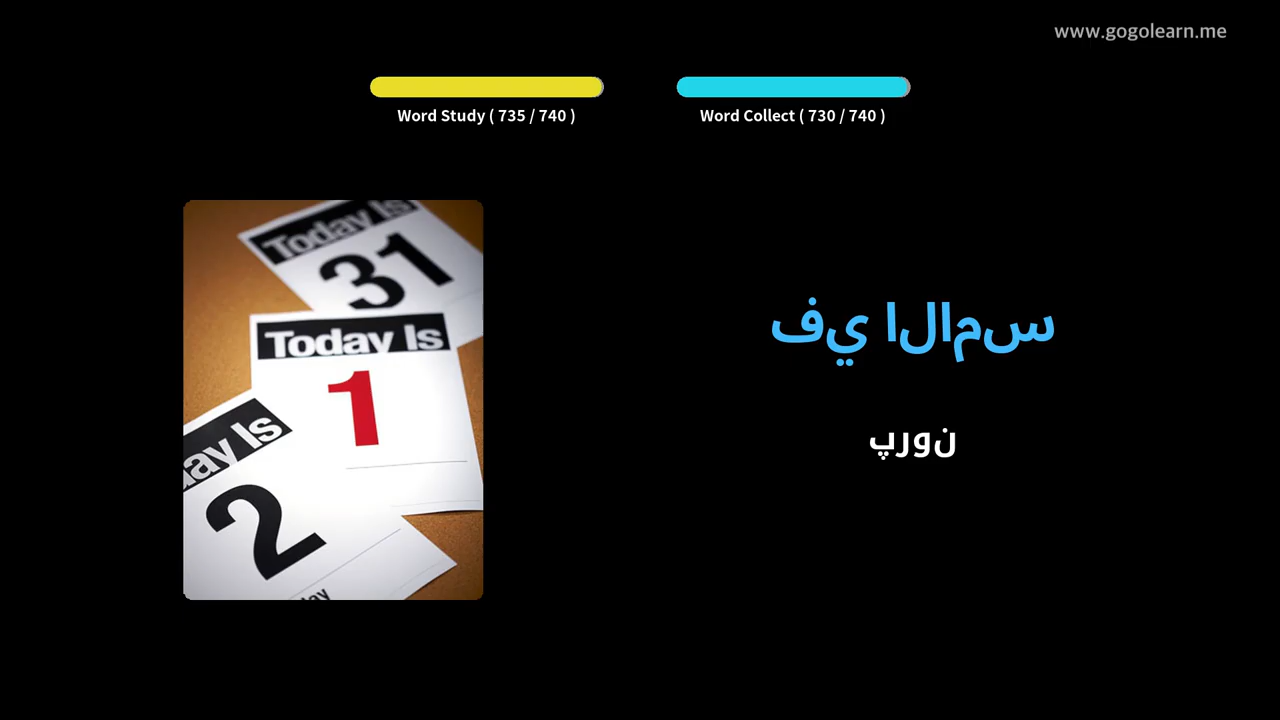 www.gogolearn.me
Word Study ( 735 / 740 )
Word Collect ( 730 / 740 )
Today Is
31
Today Is
1
ay Is
2
في الامس
پرون